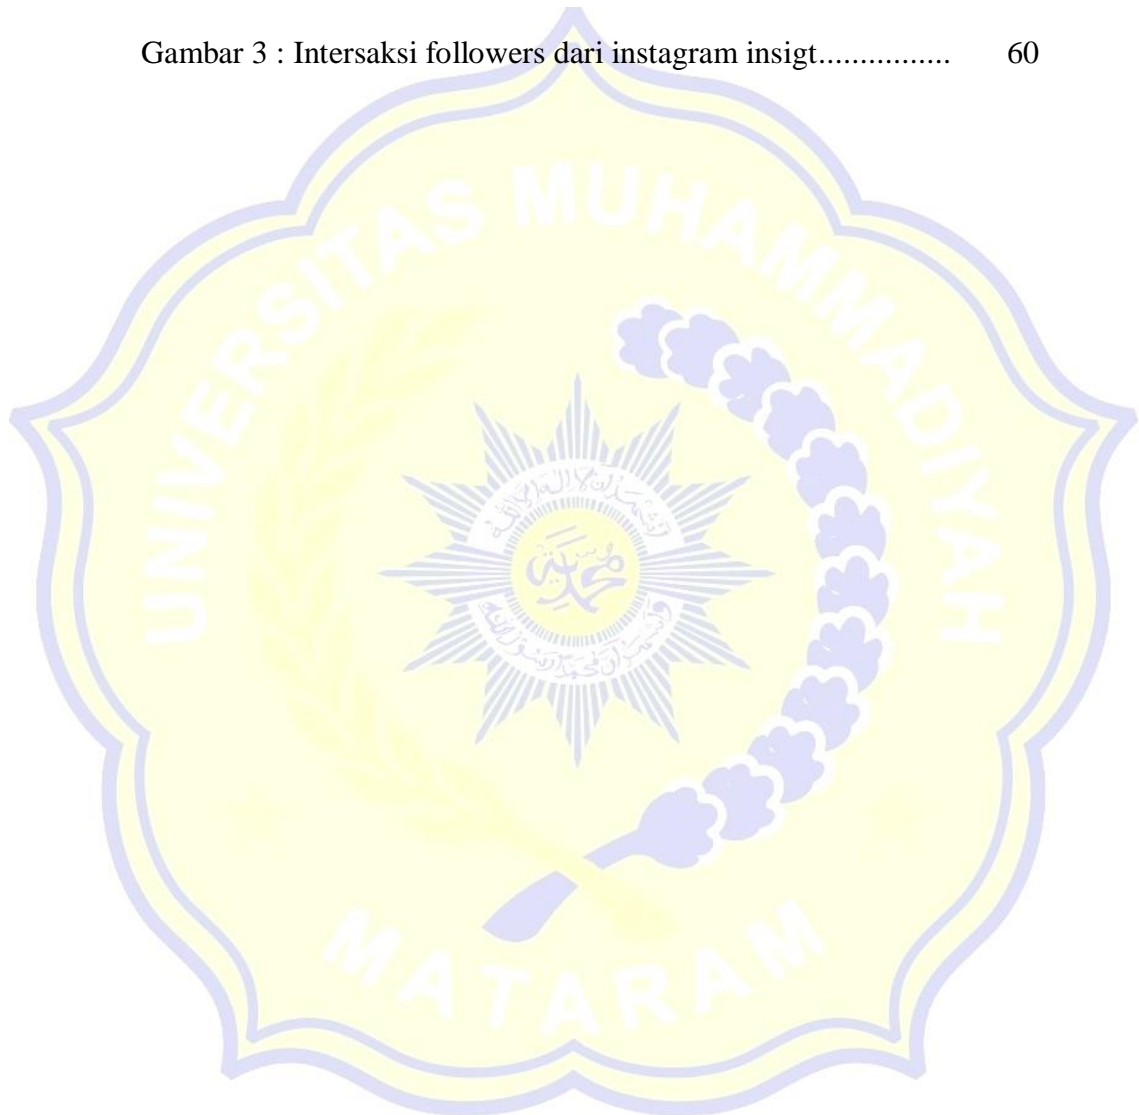 Gambar 3 : Intersaksi followers dari instagram insigt................ 60
UNIVERSITAS MUHAMMADIYAH
MATARAM